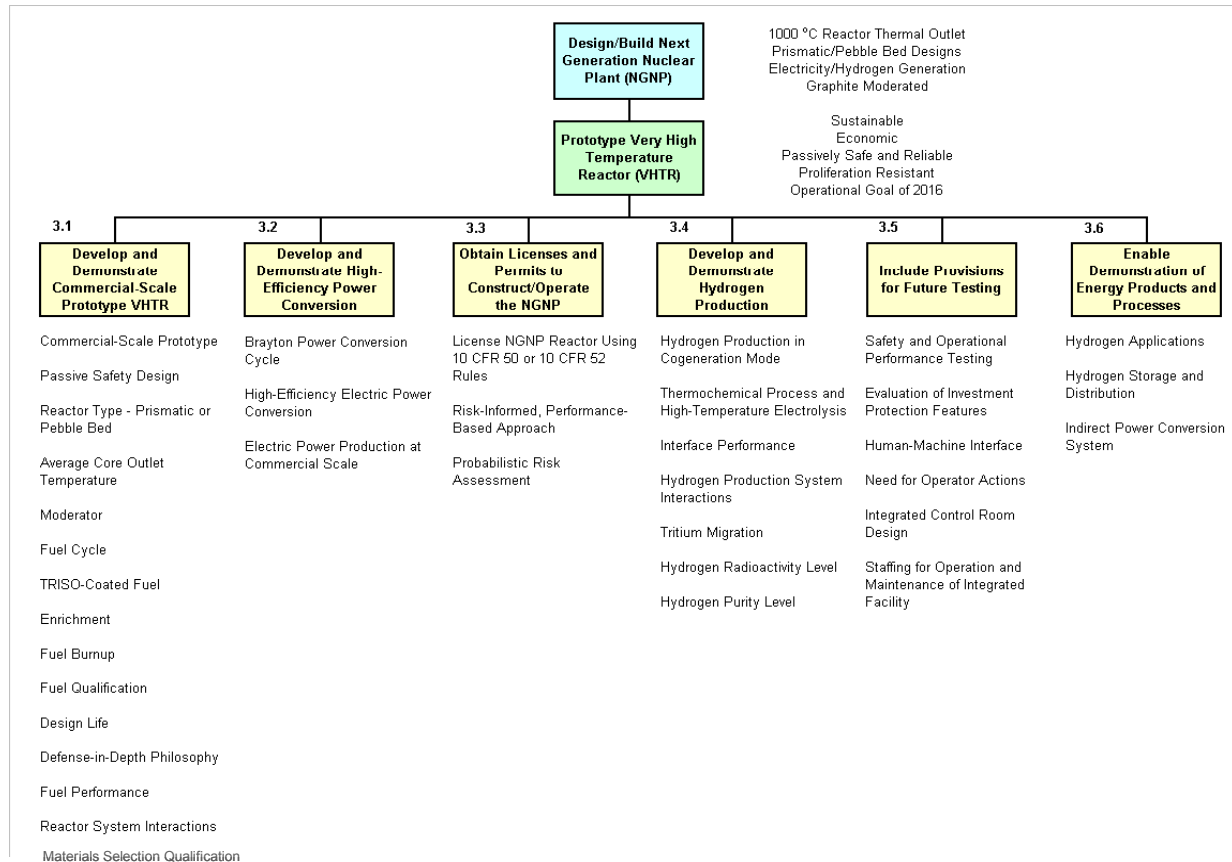 Design/Build Next
Generation Nuclear
Plant (NGNP)
1000 °C Reactor Thermal Outlet
Prismatic/Pebble Bed Designs
Electricity/Hydrogen Generation
Graphite Moderated
Sustainable
Economic
Passively Safe and Reliable
Proliferation Resistant
Operational Goal of 2016
Prototype Very High
Temperature
Reactor (VHTR)
3.1
Develop and
Demonstrate
Commercial-Scale
Prototype VHTR
Commercial-Scale Prototype
Passive Safety Design
Reactor Type - Prismatic or
Pebble Bed
Average Core Outlet
Temperature
Moderator
Fuel Cycle
TRISO-Coated Fuel
Enrichment
Fuel Burnup
Fuel Qualification
Design Life
Defense-in-Depth Philosophy
Fuel Performance
Reactor System Interactions
Materials Selection Qualification
3.2
Develop and
Demonstrate High-
Efficiency Power
Conversion
Brayton Power Conversion
Cycle
High-Efficiency Electric Power
Conversion
Electric Power Production at
Commercial Scale
3.3
Obtain Licenses and
Permits to
Construct/Operate
the NGNP
License NGNP Reactor Using
10 CFR 50 or 10 CFR 52
Rules
Risk-Informed, Performance-
Based Approach
Probabilistic Risk
Assessment
3.4
Develop and
Demonstrate
Hydrogen
Production
Hydrogen Production in
Cogeneration Mode
Thermochemical Process and
High-Temperature Electrolysis
Interface Performance
Hydrogen Production System
Interactions
Tritium Migration
Hydrogen Radioactivity Level
Hydrogen Purity Level
3.5
Include Provisions
for Future Testing
Safety and Operational
Performance Testing
Evaluation of Investment
Protection Features
Human-Machine Interface
Need for Operator Actions
Integrated Control Room
Design
Staffing for Operation and
Maintenance of Integrated
Facility
3.6
Enable
Demonstration of
Energy Products and
Processes
Hydrogen Applications
Hydrogen Storage and
Distribution
Indirect Power Conversion
System